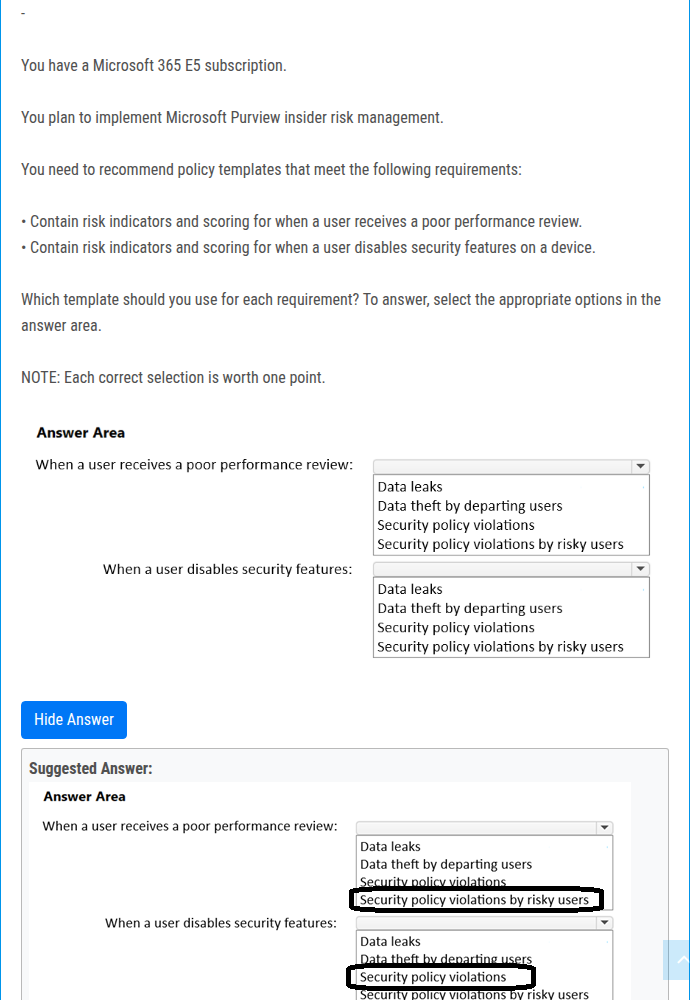 -
You have a Microsoft 365 E5 subscription.
You plan to implement Microsoft Purview insider risk management.
You need to recommend policy templates that meet the following requirements:
• Contain risk indicators and scoring for when a user receives a poor performance review.
• Contain risk indicators and scoring for when a user disables security features on a device.
Which template should you use for each requirement? To answer, select the appropriate options in the
answer area.
NOTE: Each correct selection is worth one point.
Answer Area
When a user receives a poor performance review:
Data leaks
Data theft by departing users
Security policy violations
Security policy violations by risky users
When a user disables security features:
Data leaks
Data theft by departing users
Security policy violations
Security policy violations by risky users
Hide Answer
Suggested Answer:
Answer Area
When a user receives a poor performance review:
Data leaks
Data theft by departing users
Security policy violations
Security policy violations by risky users
When a user disables security features:
Data leaks
Data theft by departing users
Security policy violations
Security policy violations by risky users